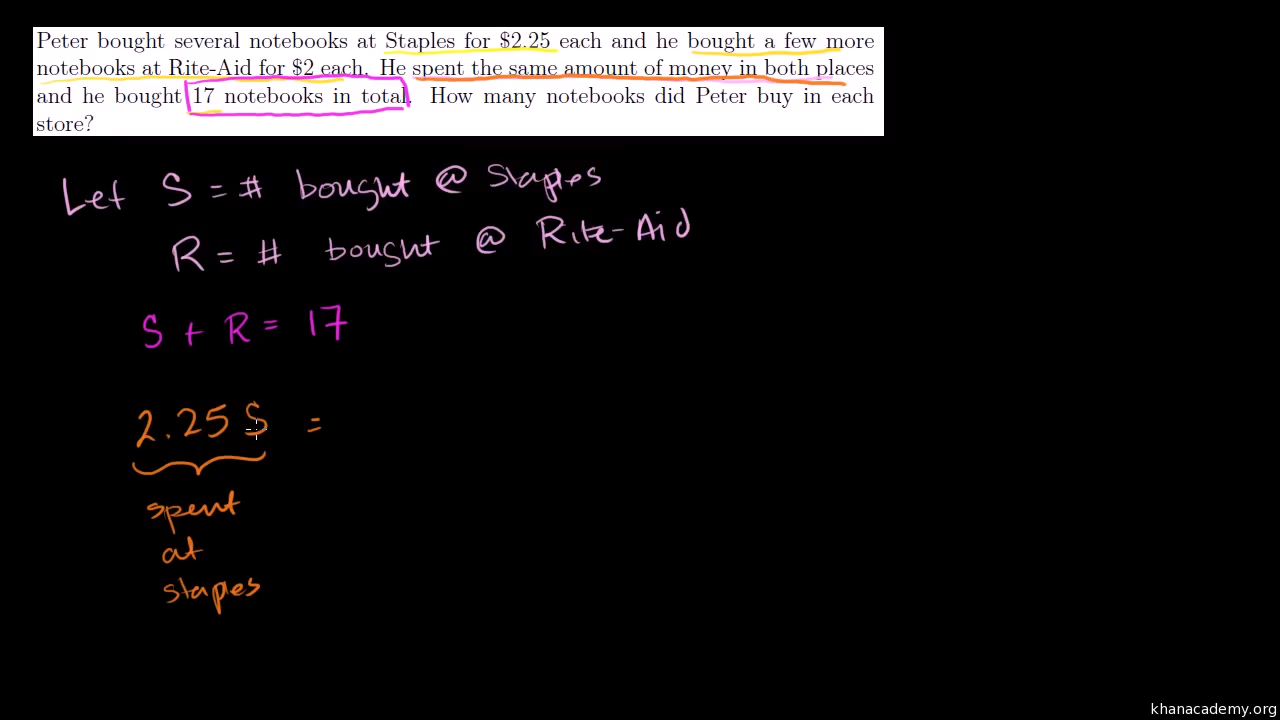 Peter bought several notebooks at Staples for $2.25 each and he bought a few more
notebooks at Rite-Aid for $2 each. He spent the same amount of money in both places
and he bought 17 notebooks in total. How many notebooks did Peter buy in each
store?
Let S = # bought @ Staples
R = # bought @ Rite-Aid
S + R = 17
2.25 S =
spent
at
staples
khanacademy.org